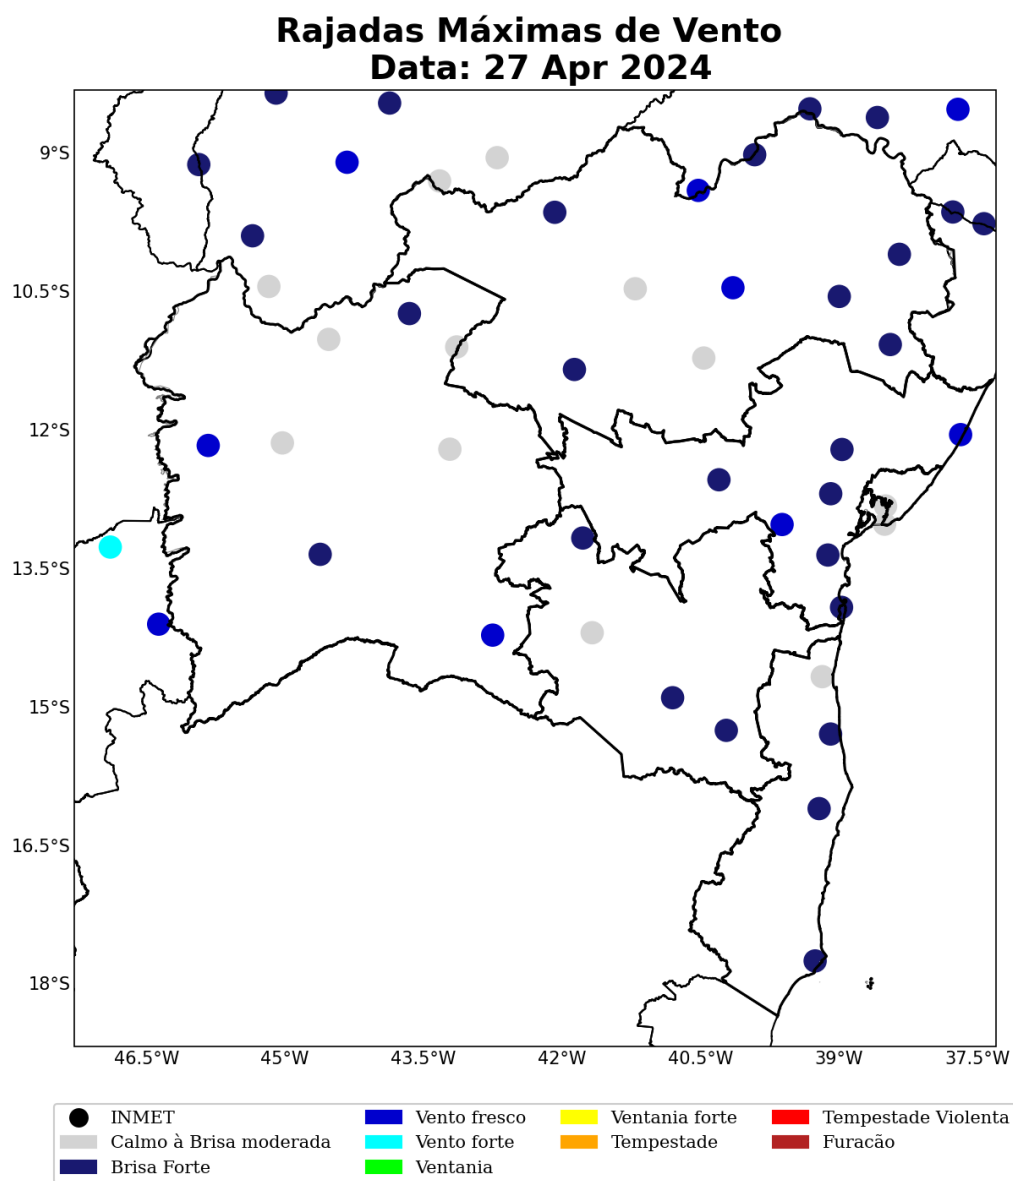 Rajadas Máximas de Vento
Data: 27 Apr 2024
9°S
10.5°S
12°S
13.5°S
15°S
16.5°S
18°S
46.5°W 45°W 43.5°W 42°W 40.5°W 39°W 37.5°W
INMET
Calmo à Brisa moderada
Brisa Forte
Vento fresco
Vento forte
Ventania
Ventania forte
Tempestade
Tempestade Violenta
Furacão